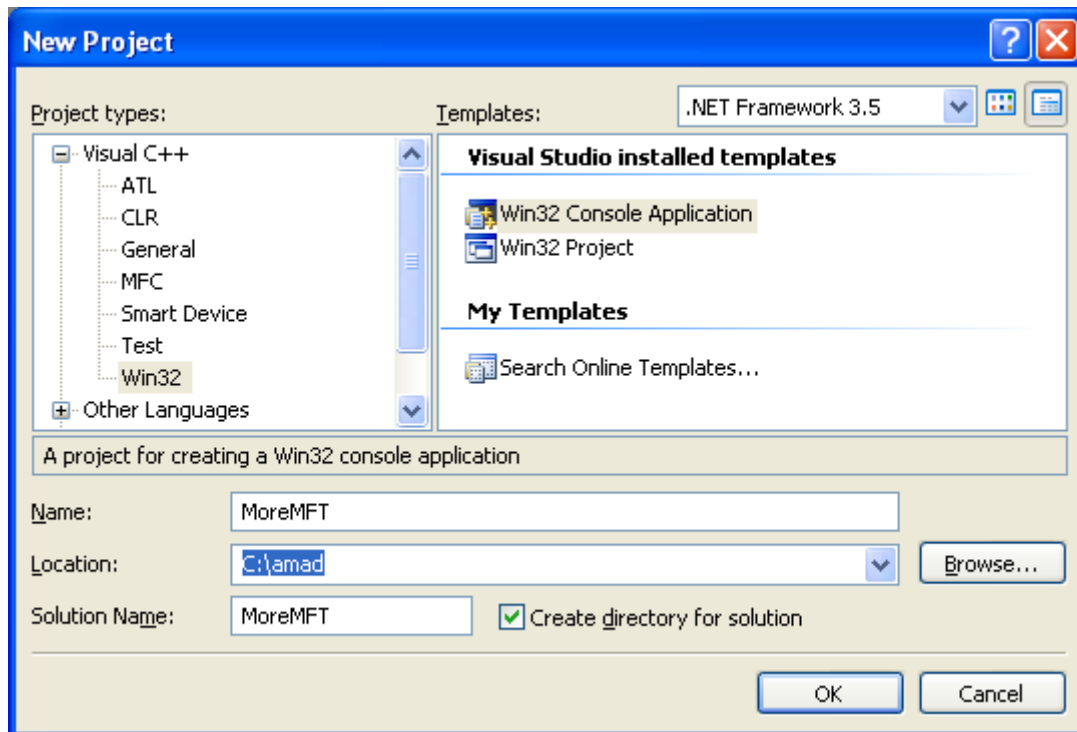 New Project
Project types:
Templates:
.NET Framework 3.5
Visual C++
ATL
CLR
General
MFC
Smart Device
Test
Win32
Other Languages
Visual Studio installed templates
Win32 Console Application
Win32 Project
My Templates
Search Online Templates...
A project for creating a Win32 console application
Name:
MoreMFT
Location:
C:\amad
Browse...
Solution Name:
MoreMFT
Create directory for solution
OK
Cancel